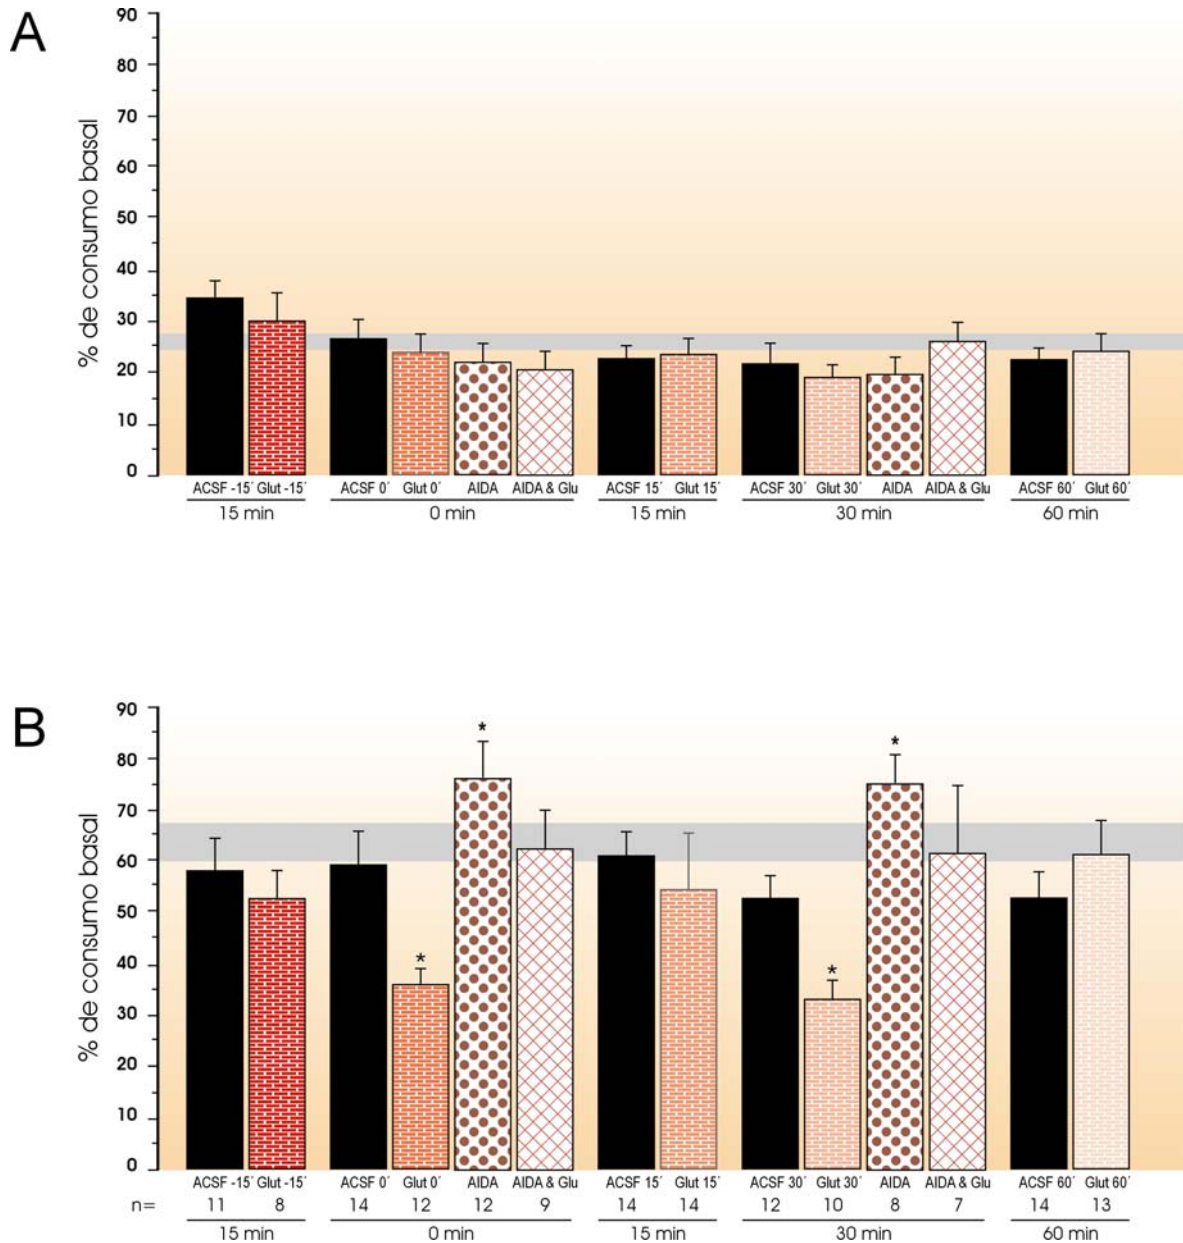 A
% de consumo basal
90
80
70
60
50
40
30
20
10
0
ACSF -15´ Glut -15´ ACSF 0´ Glut 0´ AIDA AIDA & Glu ACSF 15´ Glut 15´ ACSF 30´ Glut 30´ AIDA AIDA & Glu ACSF 60´ Glut 60´
15 min 0 min 15 min 30 min 60 min
B
% de consumo basal
90
80
70
60
50
40
30
20
10
0
* * * *
ACSF -15´ Glut -15´ ACSF 0´ Glut 0´ AIDA AIDA & Glu ACSF 15´ Glut 15´ ACSF 30´ Glut 30´ AIDA AIDA & Glu ACSF 60´ Glut 60´
n= 11 8 14 12 12 9 14 14 12 10 8 7 14 13
15 min 0 min 15 min 30 min 60 min